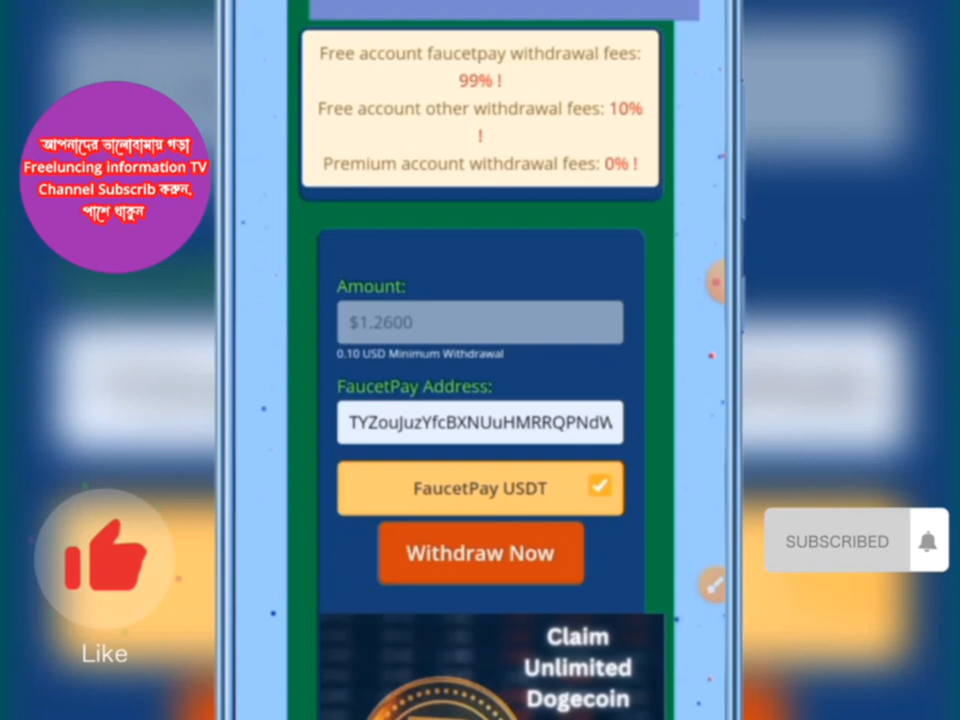 Free account faucetpay withdrawal fees:
99% !
Free account other withdrawal fees: 10%
!
Premium account withdrawal fees: 0% !
আপনাদের ভালোবামায় গড়া
Freeluncing information TV
Channel Subscrib করুন,
পাশে থাকুন
Amount:
$1.2600
0.10 USD Minimum Withdrawal
FaucetPay Address:
TYZouJuzYfcBXNUuHMRRQPNdW
FaucetPay USDT
Withdraw Now
SUBSCRIBED
Like
Claim
Unlimited
Dogecoin